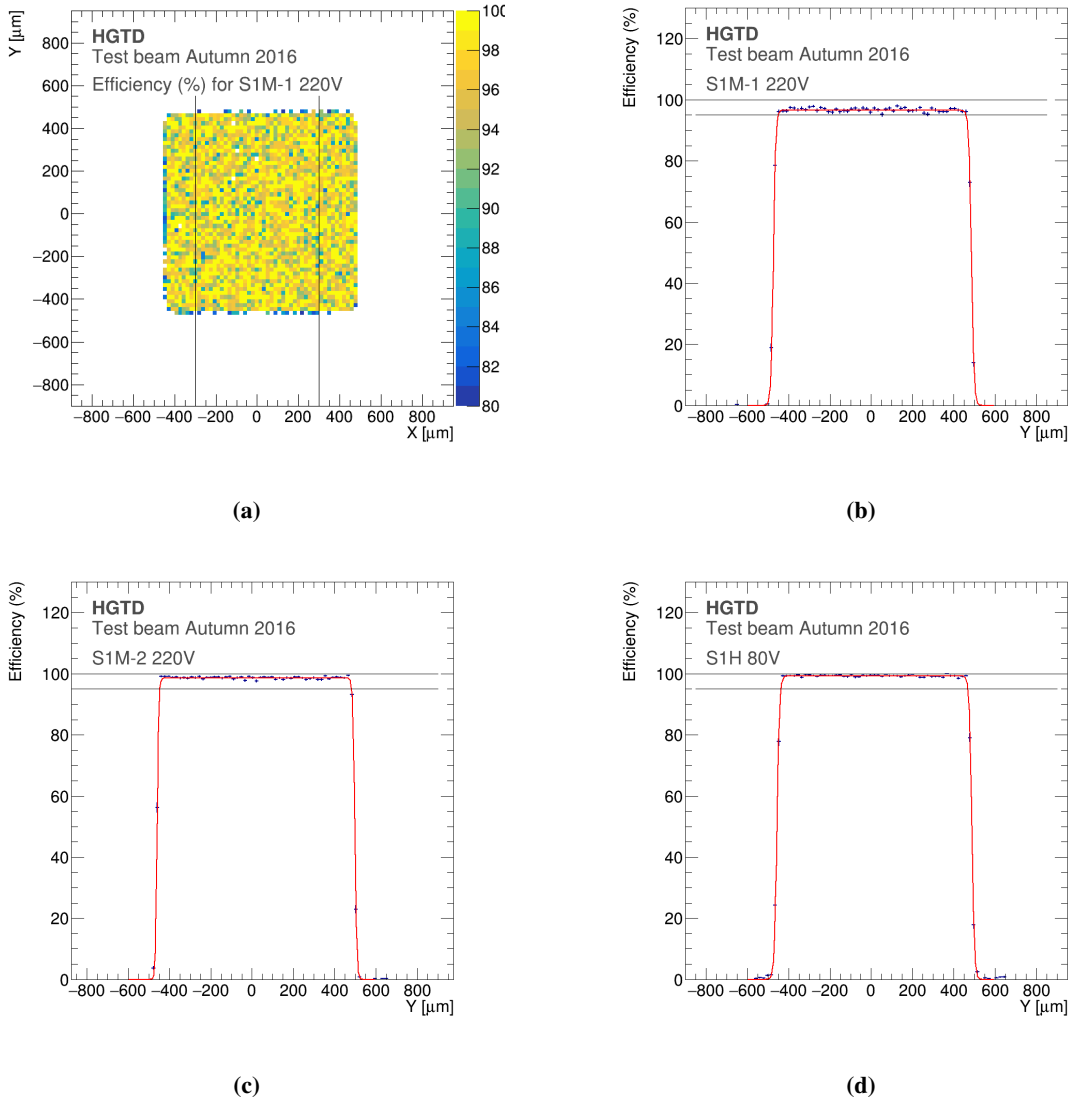 Y [μm]
HGTD
Test beam Autumn 2016
Efficiency (%) for S1M-1 220V
800
600
400
200
0
−200
−400
−600
−800
−800 −600 −400 −200 0 200 400 600 800
X [μm]
100
98
96
94
92
90
88
86
84
82
80
(a)
Efficiency (%)
HGTD
Test beam Autumn 2016
S1M-1 220V
120
100
80
60
40
20
0
−800 −600 −400 −200 0 200 400 600 800
Y [μm]
(b)
Efficiency (%)
HGTD
Test beam Autumn 2016
S1M-2 220V
120
100
80
60
40
20
0
−800 −600 −400 −200 0 200 400 600 800
Y [μm]
(c)
Efficiency (%)
HGTD
Test beam Autumn 2016
S1H 80V
120
100
80
60
40
20
0
−800 −600 −400 −200 0 200 400 600 800
Y [μm]
(d)